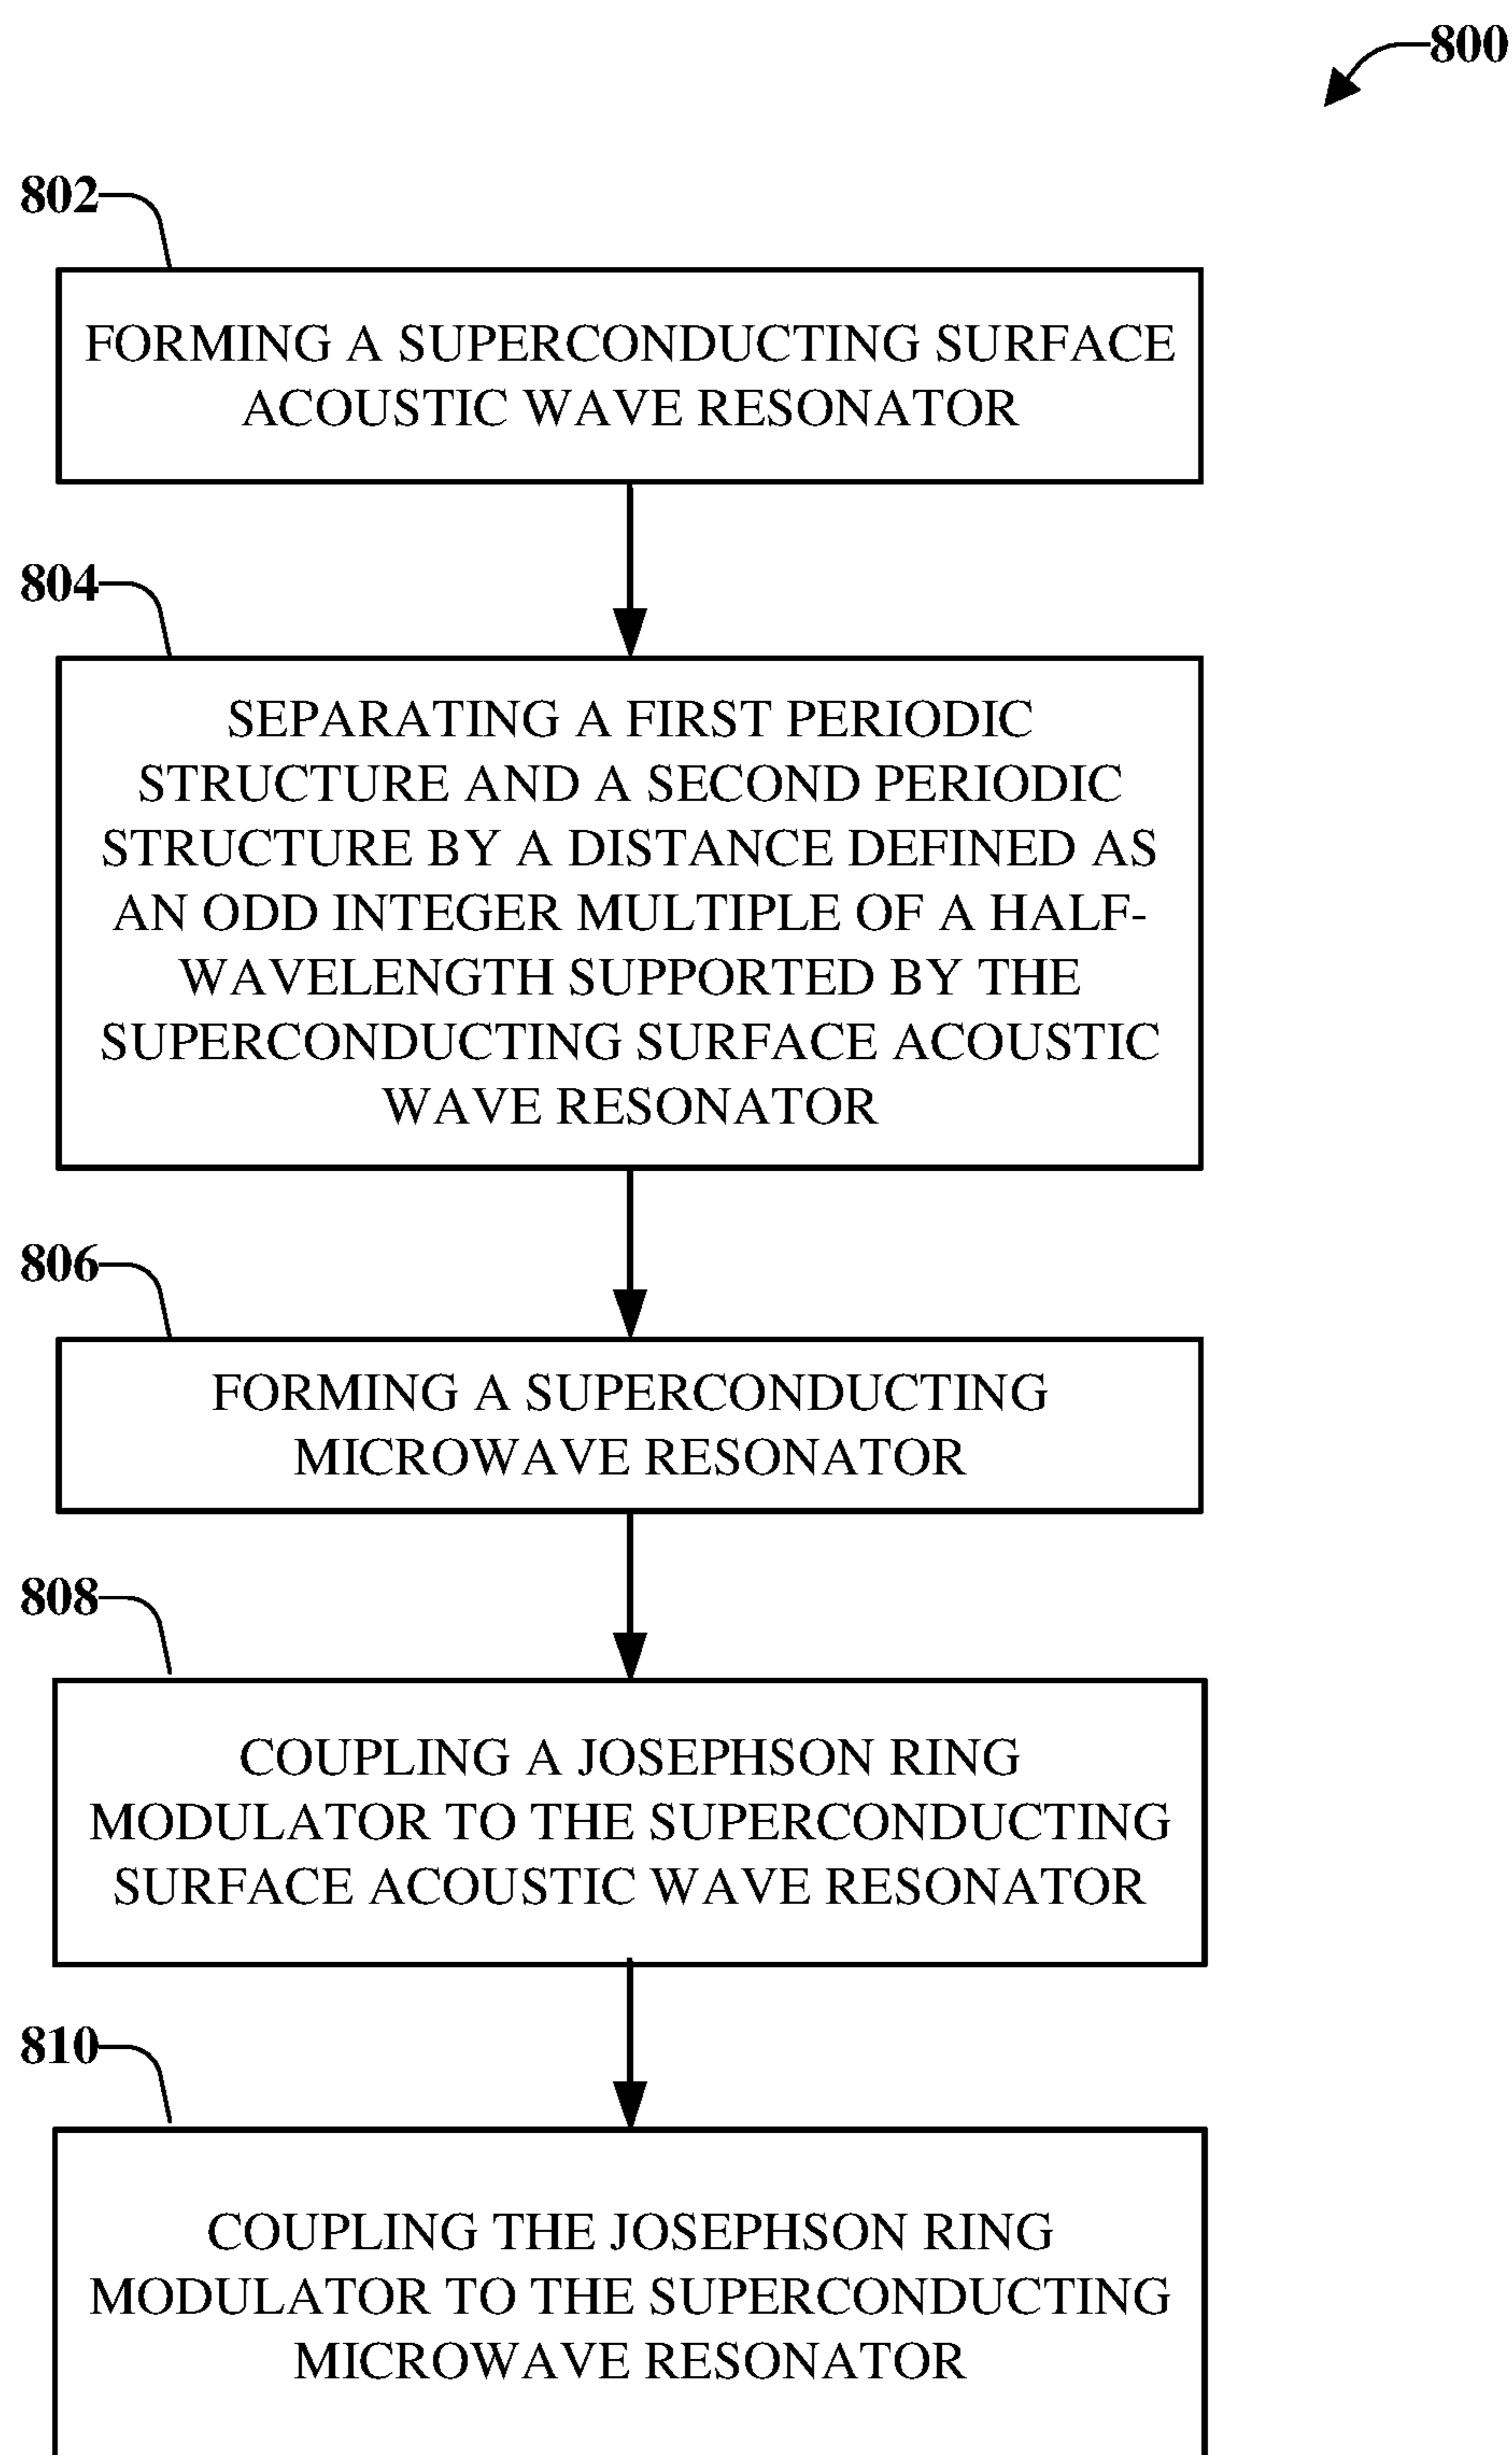 800
802
FORMING A SUPERCONDUCTING SURFACE
ACOUSTIC WAVE RESONATOR
804
SEPARATING A FIRST PERIODIC
STRUCTURE AND A SECOND PERIODIC
STRUCTURE BY A DISTANCE DEFINED AS
AN ODD INTEGER MULTIPLE OF A HALF-
WAVELENGTH SUPPORTED BY THE
SUPERCONDUCTING SURFACE ACOUSTIC
WAVE RESONATOR
806
FORMING A SUPERCONDUCTING
MICROWAVE RESONATOR
808
COUPLING A JOSEPHSON RING
MODULATOR TO THE SUPERCONDUCTING
SURFACE ACOUSTIC WAVE RESONATOR
810
COUPLING THE JOSEPHSON RING
MODULATOR TO THE SUPERCONDUCTING
MICROWAVE RESONATOR